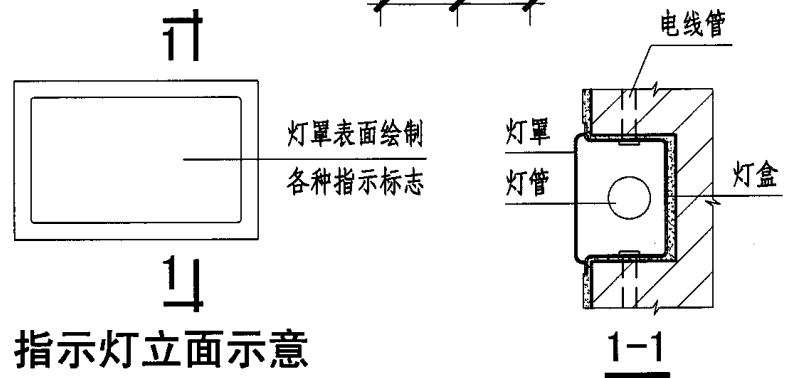 1
灯罩表面绘制
各种指示标志
1
指示灯立面示意
电线管
灯罩
灯管
灯盒
1-1